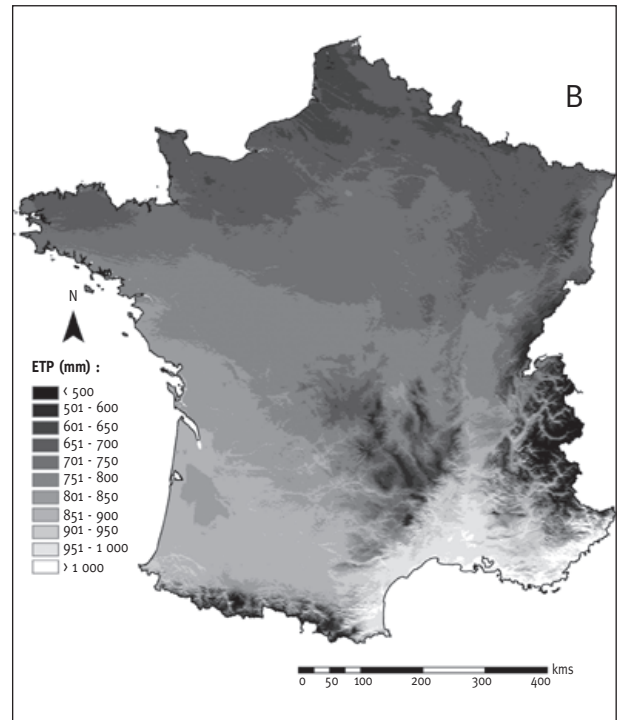 B
N
ETP (mm) :
< 500
501 - 600
601 - 650
651 - 700
701 - 750
751 - 800
801 - 850
851 - 900
901 - 950
951 - 1 000
> 1 000
kms
0 50 100 200 300 400